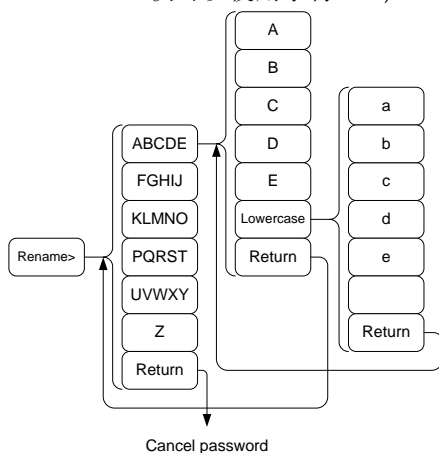 Rename>
ABCDE
FGHIJ
KLMNO
PQRST
UVWXY
Z
Return
A
B
C
D
E
Lowercase
Return
a
b
c
d
e
Return
Cancel password